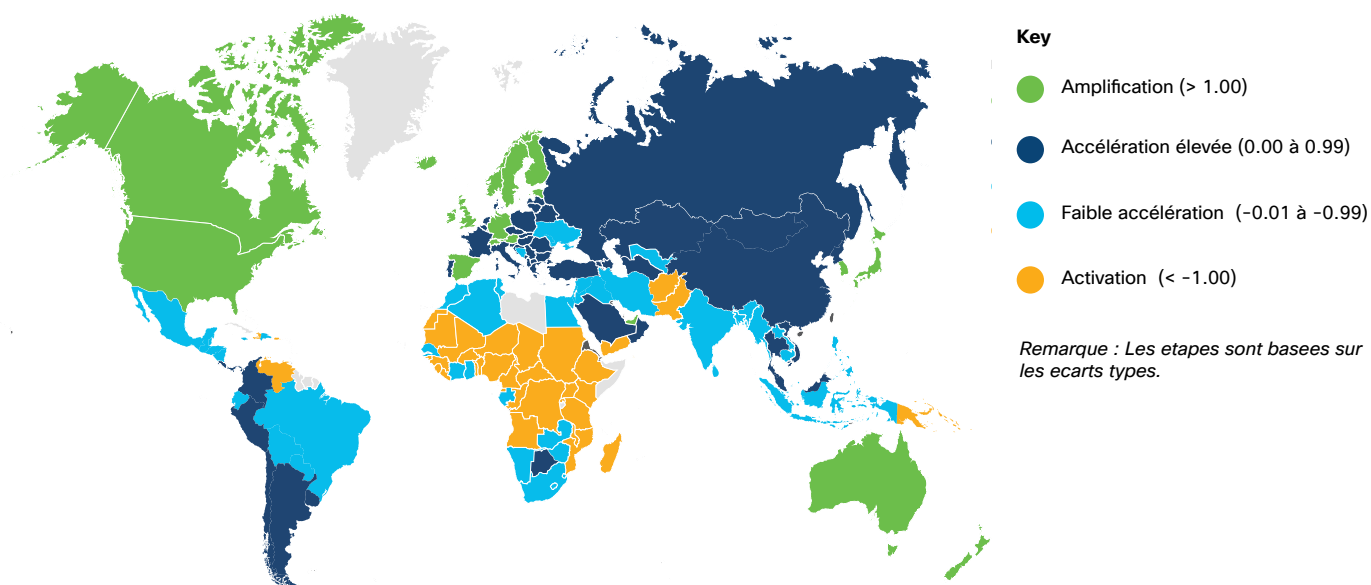 Key
Amplification (> 1.00)
Accélération élevée (0.00 à 0.99)
Faible accélération (-0.01 à -0.99)
Activation (< -1.00)
Remarque : Les etapes sont basees sur
les ecarts types.